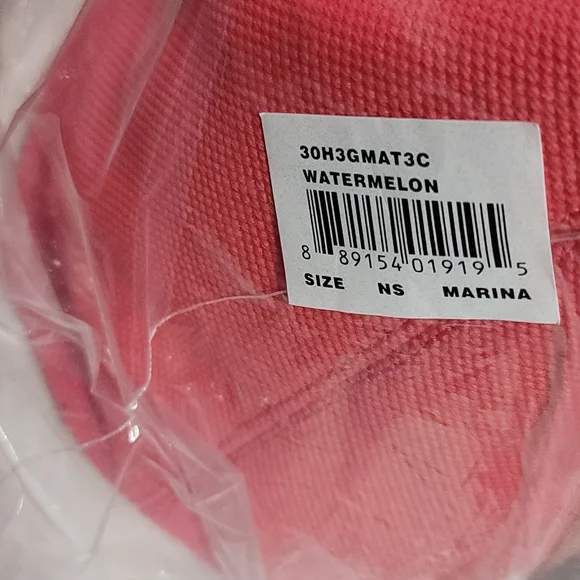 30H3GMAT3C
WATERMELON
8 89154 01919 5
SIZE NS MARINA